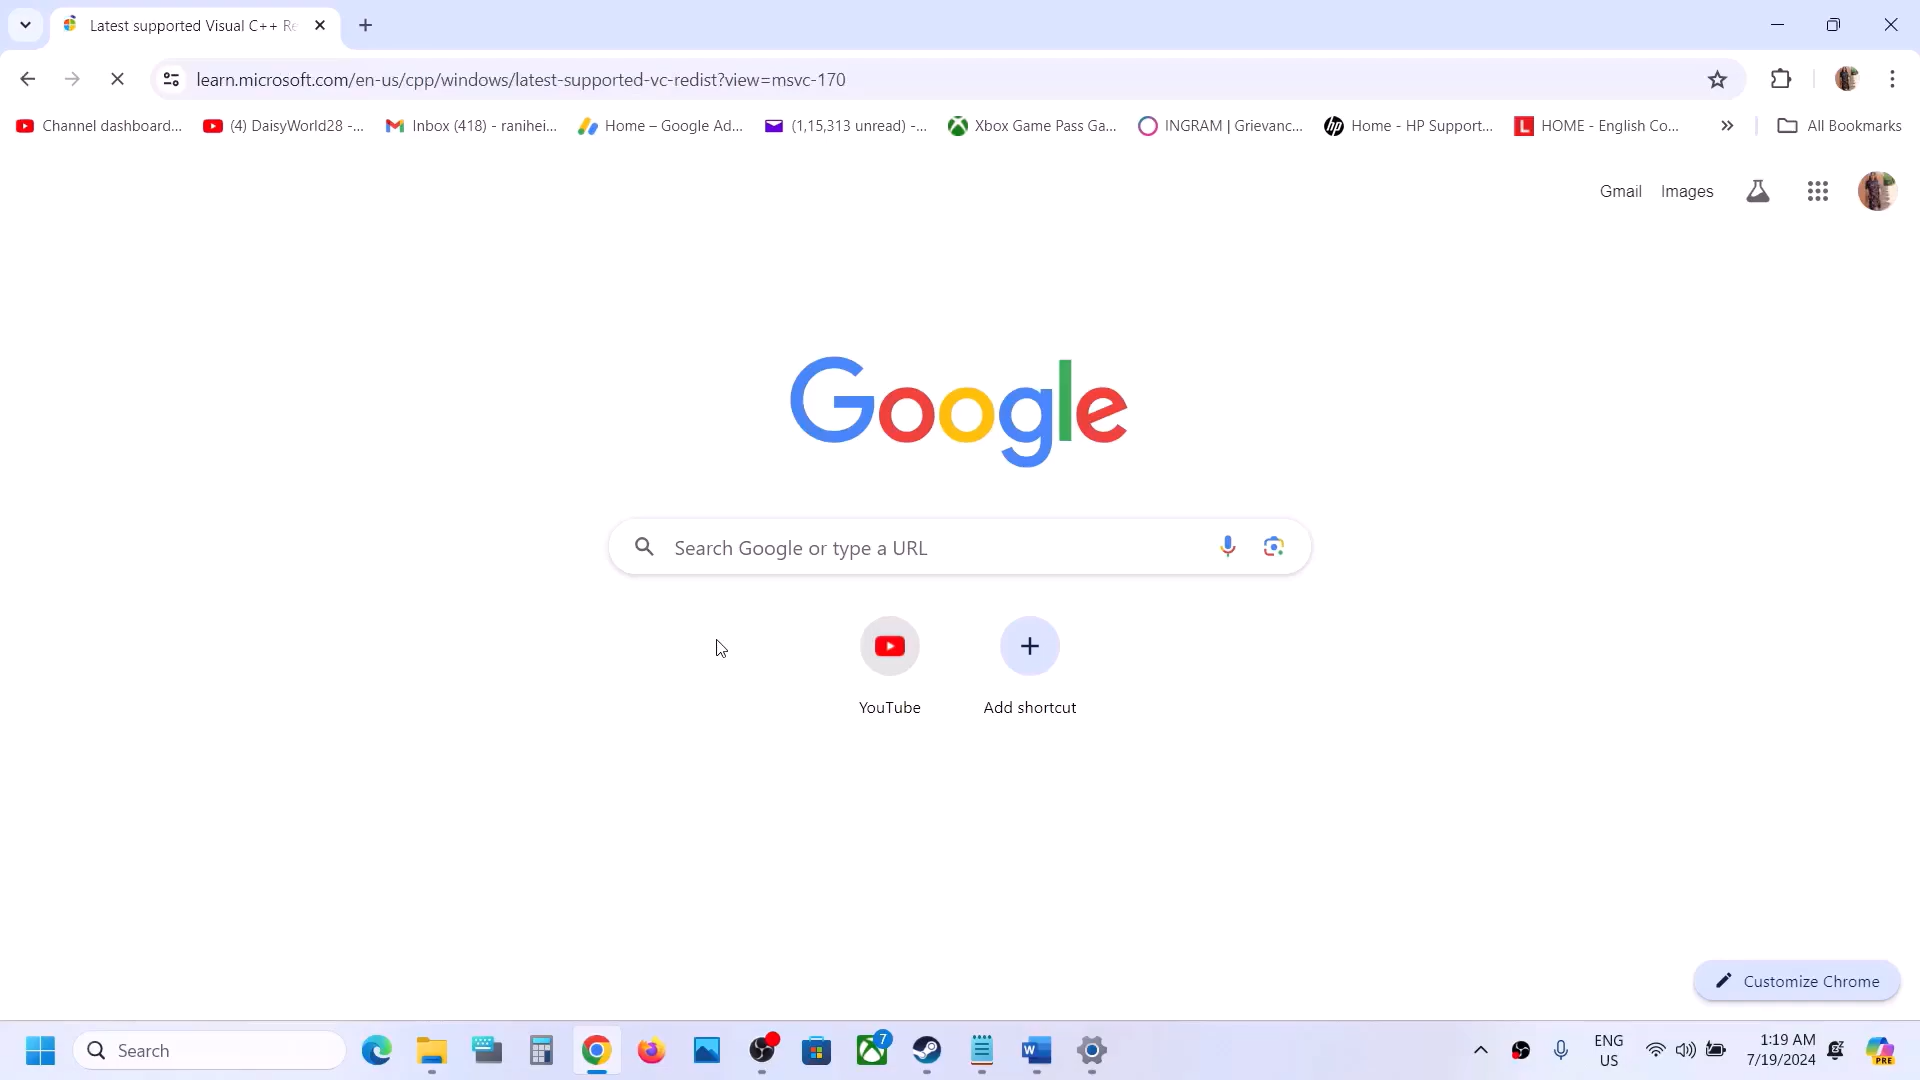 Latest supported Visual C++ Re
learn.microsoft.com/en-us/cpp/windows/latest-supported-vc-redist?view=msvc-170
Channel dashboard... (4) DaisyWorld28 -... Inbox (418) - ranihei... Home – Google Ad... (1,15,313 unread) -... Xbox Game Pass Ga... INGRAM | Grievanc... Home - HP Support... HOME - English Co... All Bookmarks
Gmail Images
Google
Search Google or type a URL
YouTube Add shortcut
Customize Chrome
Search 7 ENG 1:19 AM
US 7/19/2024 PRE